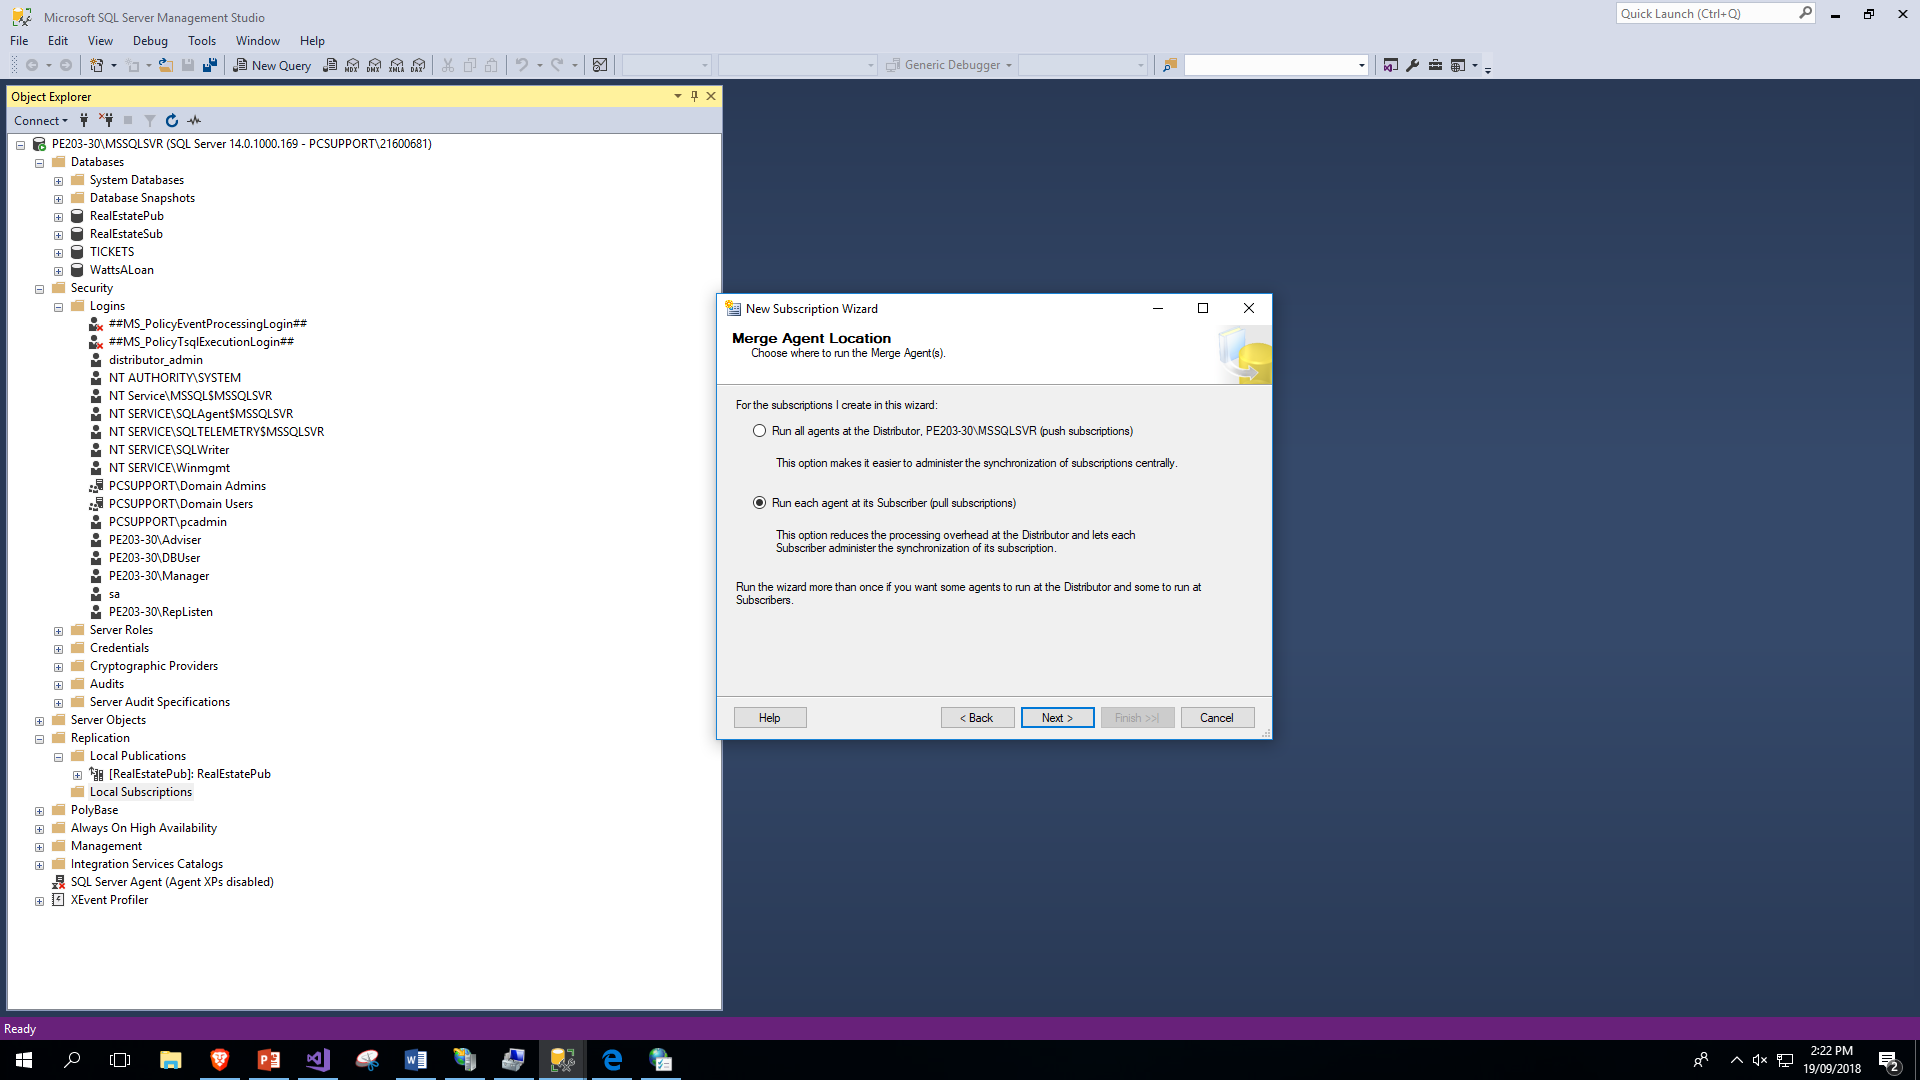 Microsoft SQL Server Management Studio
Quick Launch (Ctrl+Q)
File Edit View Debug Tools Window Help
New Query
MDX DMX XMLA DAX
Generic Debugger
Object Explorer
Connect
PE203-30\MSSQLSVR (SQL Server 14.0.1000.169 - PCSUPPORT\21600681)
Databases
System Databases
Database Snapshots
RealEstatePub
RealEstateSub
TICKETS
WattsALoan
Security
Logins
##MS_PolicyEventProcessingLogin##
##MS_PolicyTsqlExecutionLogin##
distributor_admin
NT AUTHORITY\SYSTEM
NT Service\MSSQL$MSSQLSVR
NT SERVICE\SQLAgent$MSSQLSVR
NT SERVICE\SQLTELEMETRY$MSSQLSVR
NT SERVICE\SQLWriter
NT SERVICE\Winmgmt
PCSUPPORT\Domain Admins
PCSUPPORT\Domain Users
PCSUPPORT\pcadmin
PE203-30\Adviser
PE203-30\DBUser
PE203-30\Manager
sa
PE203-30\RepListen
Server Roles
Credentials
Cryptographic Providers
Audits
Server Audit Specifications
Server Objects
Replication
Local Publications
[RealEstatePub]: RealEstatePub
Local Subscriptions
PolyBase
Always On High Availability
Management
Integration Services Catalogs
SQL Server Agent (Agent XPs disabled)
XEvent Profiler
New Subscription Wizard
Merge Agent Location
Choose where to run the Merge Agent(s).
For the subscriptions I create in this wizard:
Run all agents at the Distributor, PE203-30\MSSQLSVR (push subscriptions)
This option makes it easier to administer the synchronization of subscriptions centrally.
Run each agent at its Subscriber (pull subscriptions)
This option reduces the processing overhead at the Distributor and lets each
Subscriber administer the synchronization of its subscription.
Run the wizard more than once if you want some agents to run at the Distributor and some to run at
Subscribers.
Help
< Back
Next >
Finish >>|
Cancel
Ready
2:22 PM
19/09/2018
2